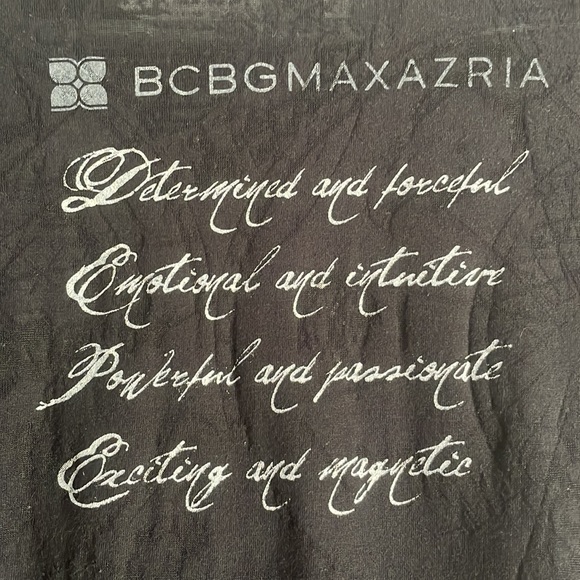 BCBGMAXAZRIA
Determined and forceful
Emotional and intuitive
Powerful and passionate
Exciting and magnetic